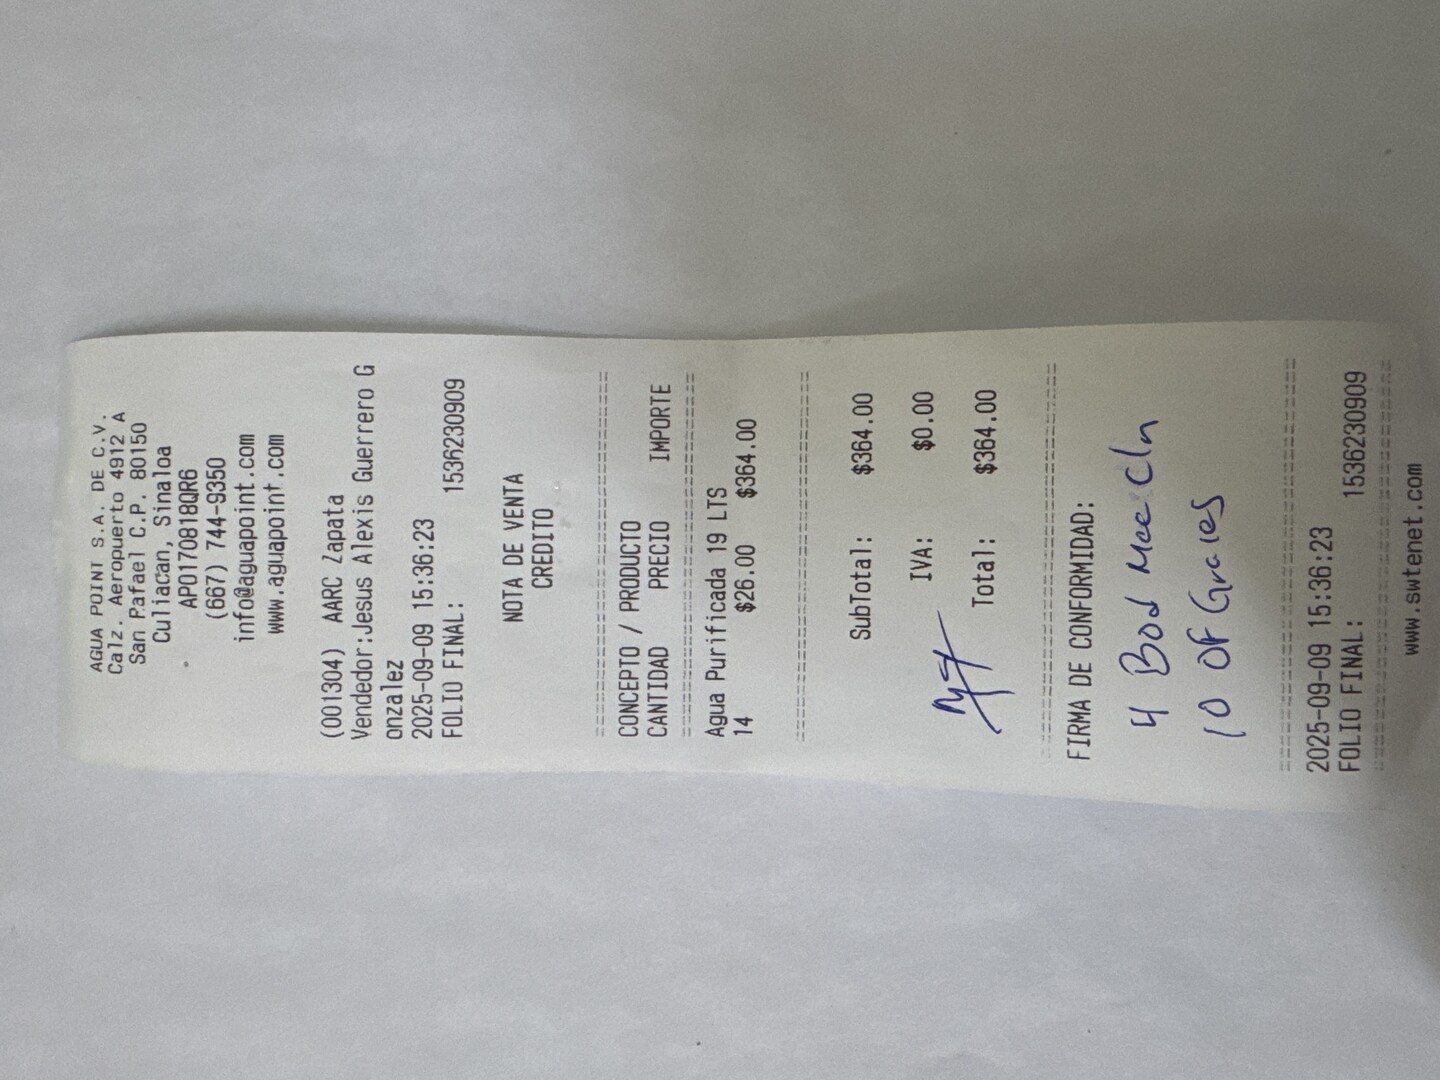 AGUA POINT S.A. DE C.V.
Calz. Aeropuerto 4912 A
San Rafael C.P. 80150
Culiacan, Sinaloa
APO170818QR6
(667) 744-9350
info@aguapoint.com
www.aguapoint.com
(001304) AARC Zapata
Vendedor:Jesus Alexis Guerrero G
onzalez
2025-09-09 15:36:23
FOLIO FINAL: 1536230909
NOTA DE VENTA
CREDITO
================================
CONCEPTO / PRODUCTO
CANTIDAD PRECIO IMPORTE
================================
Agua Purificada 19 LTS
14 $26.00 $364.00
================================
SubTotal: $364.00
IVA: $0.00
Total: $364.00
================================
FIRMA DE CONFORMIDAD:
4 Bod Mee Cln
10 Of Grales
================================
2025-09-09 15:36:23
FOLIO FINAL: 1536230909
================================
www.swtenet.com